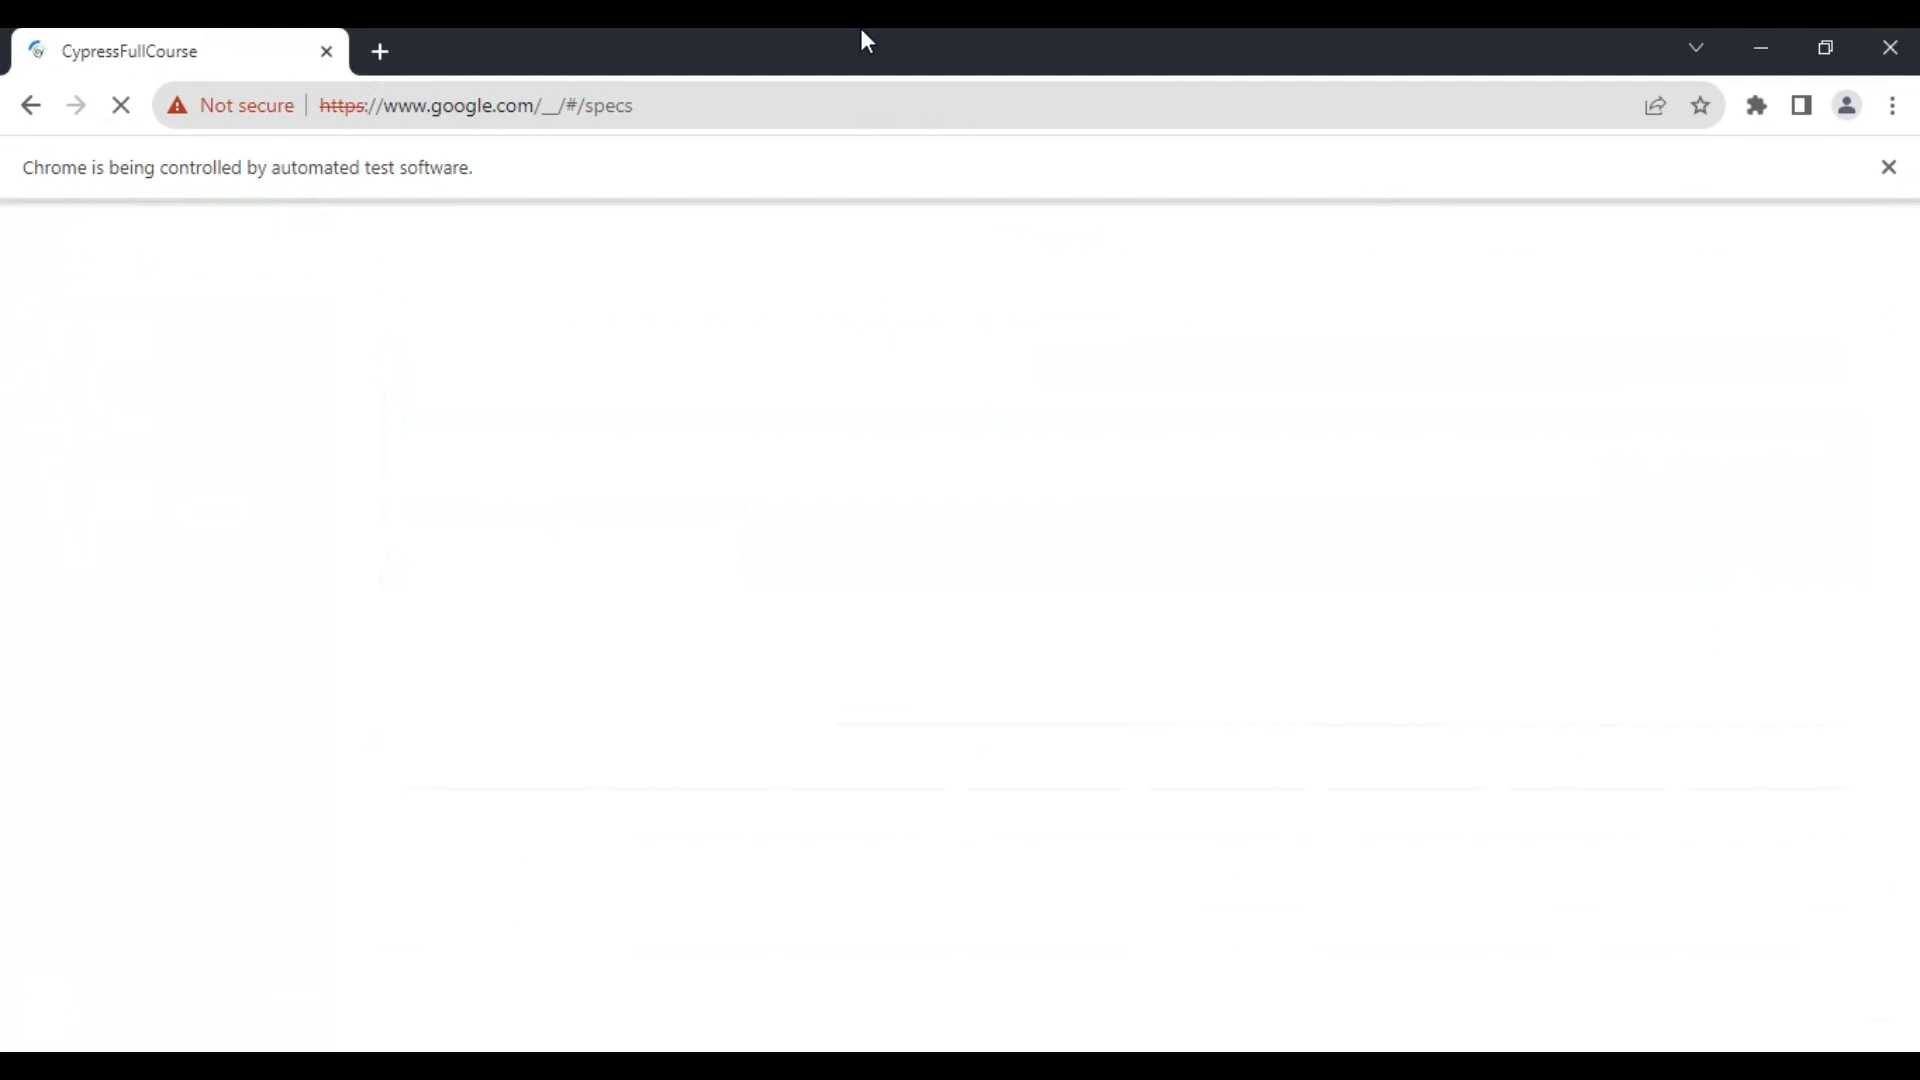 CypressFullCourse
Not secure https://www.google.com/__/#/specs
Chrome is being controlled by automated test software.